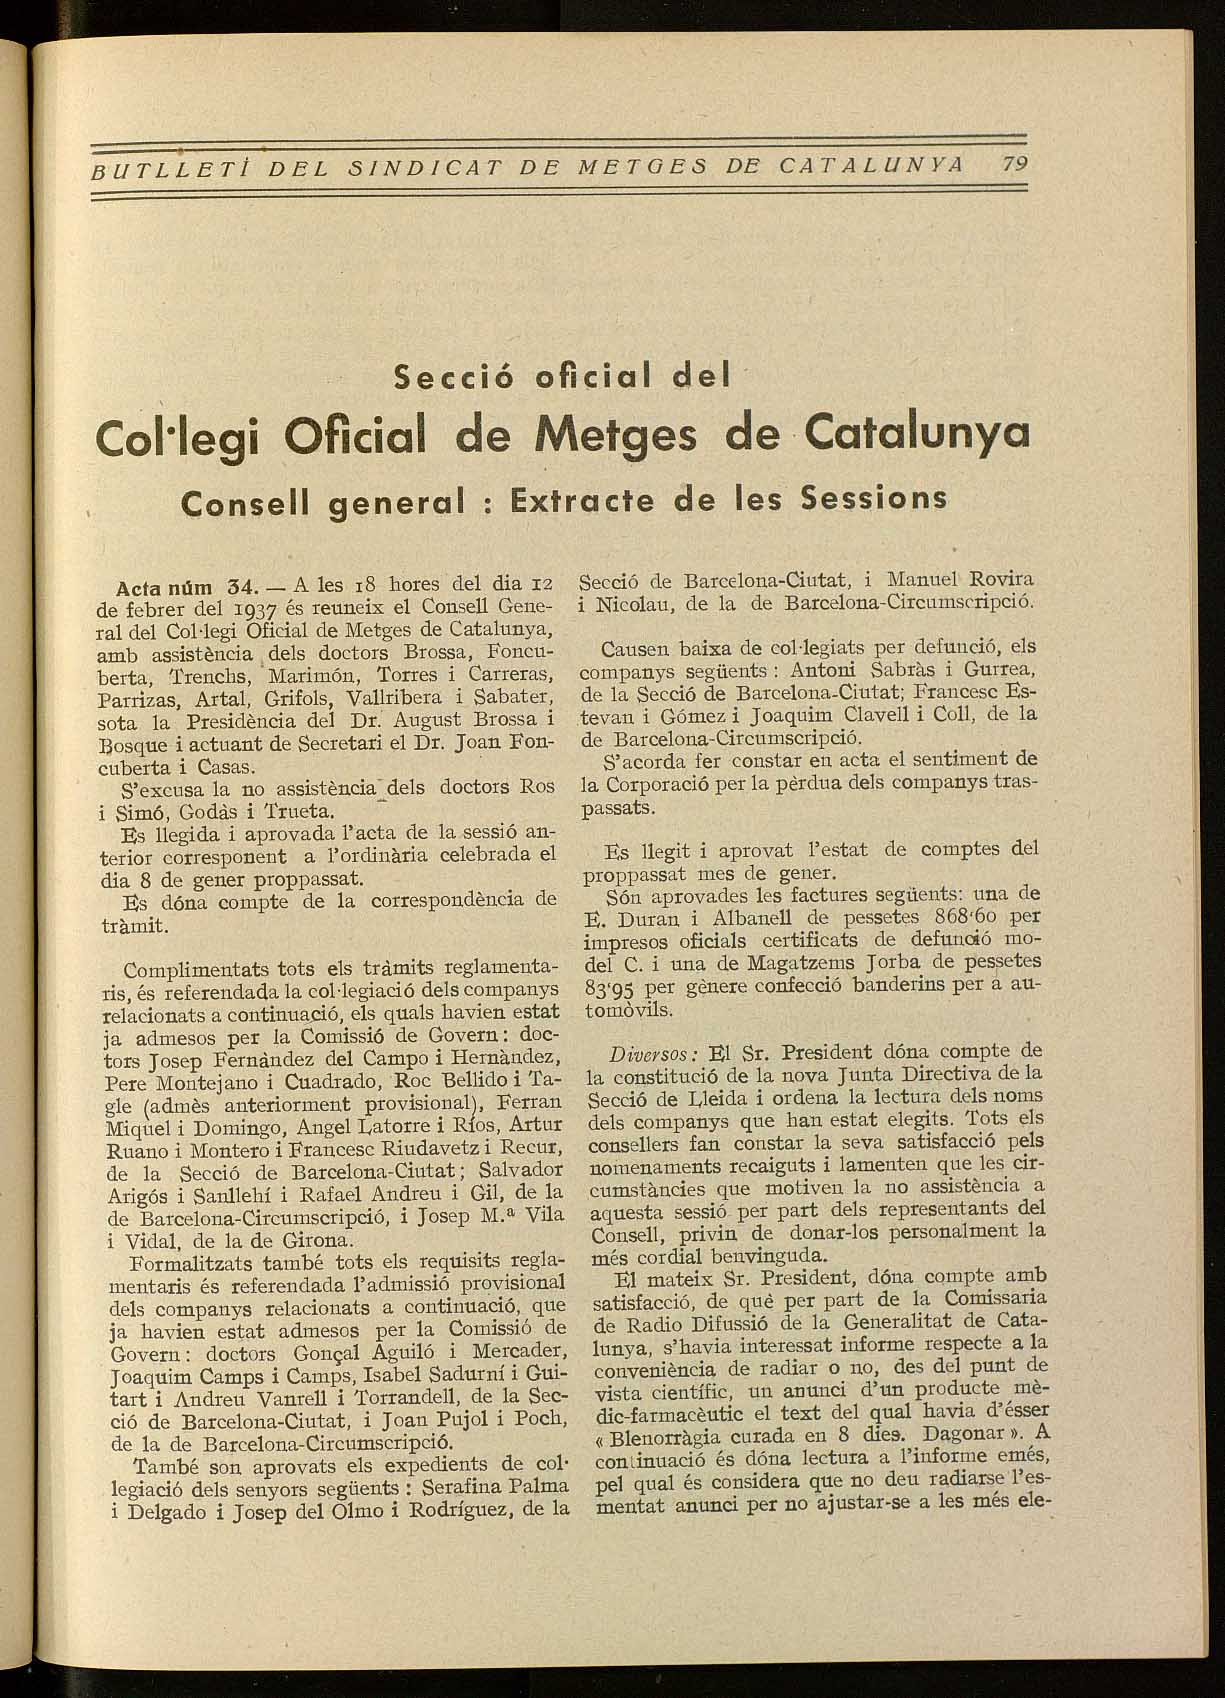 BUTLLETÍ DEL SINDICAT DE METGES DE CATALUNYA 79
Secció oficial del
Col·legi Oficial de Metges de Catalunya
Consell general : Extracte de les Sessions
Acta núm 34. — A les 18 hores del dia 12
de febrer del 1937 és reuneix el Consell Gene-
ral del Col·legi Oficial de Metges de Catalunya,
amb assistència dels doctors Brossa, Foncu-
berta, Trenchs, Marimón, Torres i Carreras,
Parrizas, Artal, Grifols, Vallribera i Sabater,
sota la Presidència del Dr. August Brossa i
Bosque i actuant de Secretari el Dr. Joan Fon-
cuberta i Casas.
S'excusa la no assistència dels doctors Ros
i Simó, Godàs i Trueta.
Es llegida i aprovada l'acta de la sessió an-
terior corresponent a l'ordinària celebrada el
dia 8 de gener proppassat.
Es dóna compte de la correspondència de
tràmit.
Complimentats tots els tràmits reglamenta-
ris, és referendada la col·legiació dels companys
relacionats a continuació, els quals havien estat
ja admesos per la Comissió de Govern: doc-
tors Josep Fernàndez del Campo i Hernàndez,
Pere Montejano i Cuadrado, Roc Bellido i Ta-
gle (admès anteriorment provisional), Ferran
Miquel i Domingo, Angel Latorre i Ríos, Artur
Ruano i Montero i Francesc Riudavetz i Recur,
de la Secció de Barcelona-Ciutat; Salvador
Arigós i Sanllehí i Rafael Andreu i Gil, de la
de Barcelona-Circumscripció, i Josep M.ª Vila
i Vidal, de la de Girona.
Formalitzats també tots els requisits regla-
mentaris és referendada l'admissió provisional
dels companys relacionats a continuació, que
ja havien estat admesos per la Comissió de
Govern: doctors Gonçal Aguiló i Mercader,
Joaquim Camps i Camps, Isabel Sadurní i Gui-
tart i Andreu Vanrell i Torrandell, de la Sec-
ció de Barcelona-Ciutat, i Joan Pujol i Poch,
de la de Barcelona-Circumscripció.
També son aprovats els expedients de col·
legiació dels senyors següents : Serafina Palma
i Delgado i Josep del Olmo i Rodríguez, de la
Secció de Barcelona-Ciutat, i Manuel Rovira
i Nicolau, de la de Barcelona-Circumscripció.
Causen baixa de col·legiats per defunció, els
companys següents : Antoni Sabràs i Gurrea,
de la Secció de Barcelona-Ciutat; Francesc Es-
tevan i Gómez i Joaquim Clavell i Coll, de la
de Barcelona-Circumscripció.
S'acorda fer constar en acta el sentiment de
la Corporació per la pèrdua dels companys tras-
passats.
Es llegit i aprovat l'estat de comptes del
proppassat mes de gener.
Són aprovades les factures següents: una de
E. Duran i Albanell de pessetes 868'60 per
impresos oficials certificats de defunció mo-
del C. i una de Magatzems Jorba de pessetes
83'95 per gènere confecció banderins per a au-
tomòvils.
Diversos: El Sr. President dóna compte de
la constitució de la nova Junta Directiva de la
Secció de Lleida i ordena la lectura dels noms
dels companys que han estat elegits. Tots els
consellers fan constar la seva satisfacció pels
nomenaments recaiguts i lamenten que les cir-
cumstàncies que motiven la no assistència a
aquesta sessió per part dels representants del
Consell, privin de donar-los personalment la
més cordial benvinguda.
El mateix Sr. President, dóna compte amb
satisfacció, de què per part de la Comissaria
de Radio Difussió de la Generalitat de Cata-
lunya, s'havia interessat informe respecte a la
conveniència de radiar o no, des del punt de
vista científic, un anunci d'un producte mè-
dic-farmacèutic el text del qual havia d'ésser
« Blenorràgia curada en 8 dies. Dagonar ». A
continuació és dóna lectura a l'informe emés,
pel qual és considera que no deu radiarse l'es-
mentat anunci per no ajustar-se a les més ele-